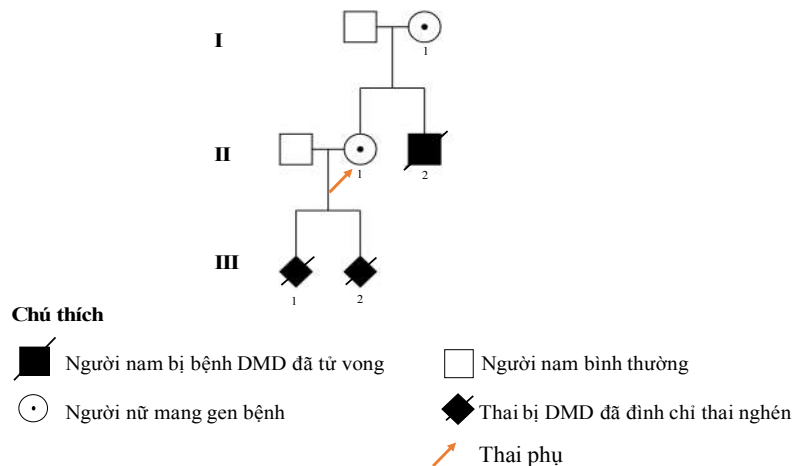 I
1
II
1
2
III
1
2
Chú thích
Người nam bị bệnh DMD đã tử vong
Người nam bình thường
Người nữ mang gen bệnh
Thai bị DMD đã đình chỉ thai nghén
Thai phụ